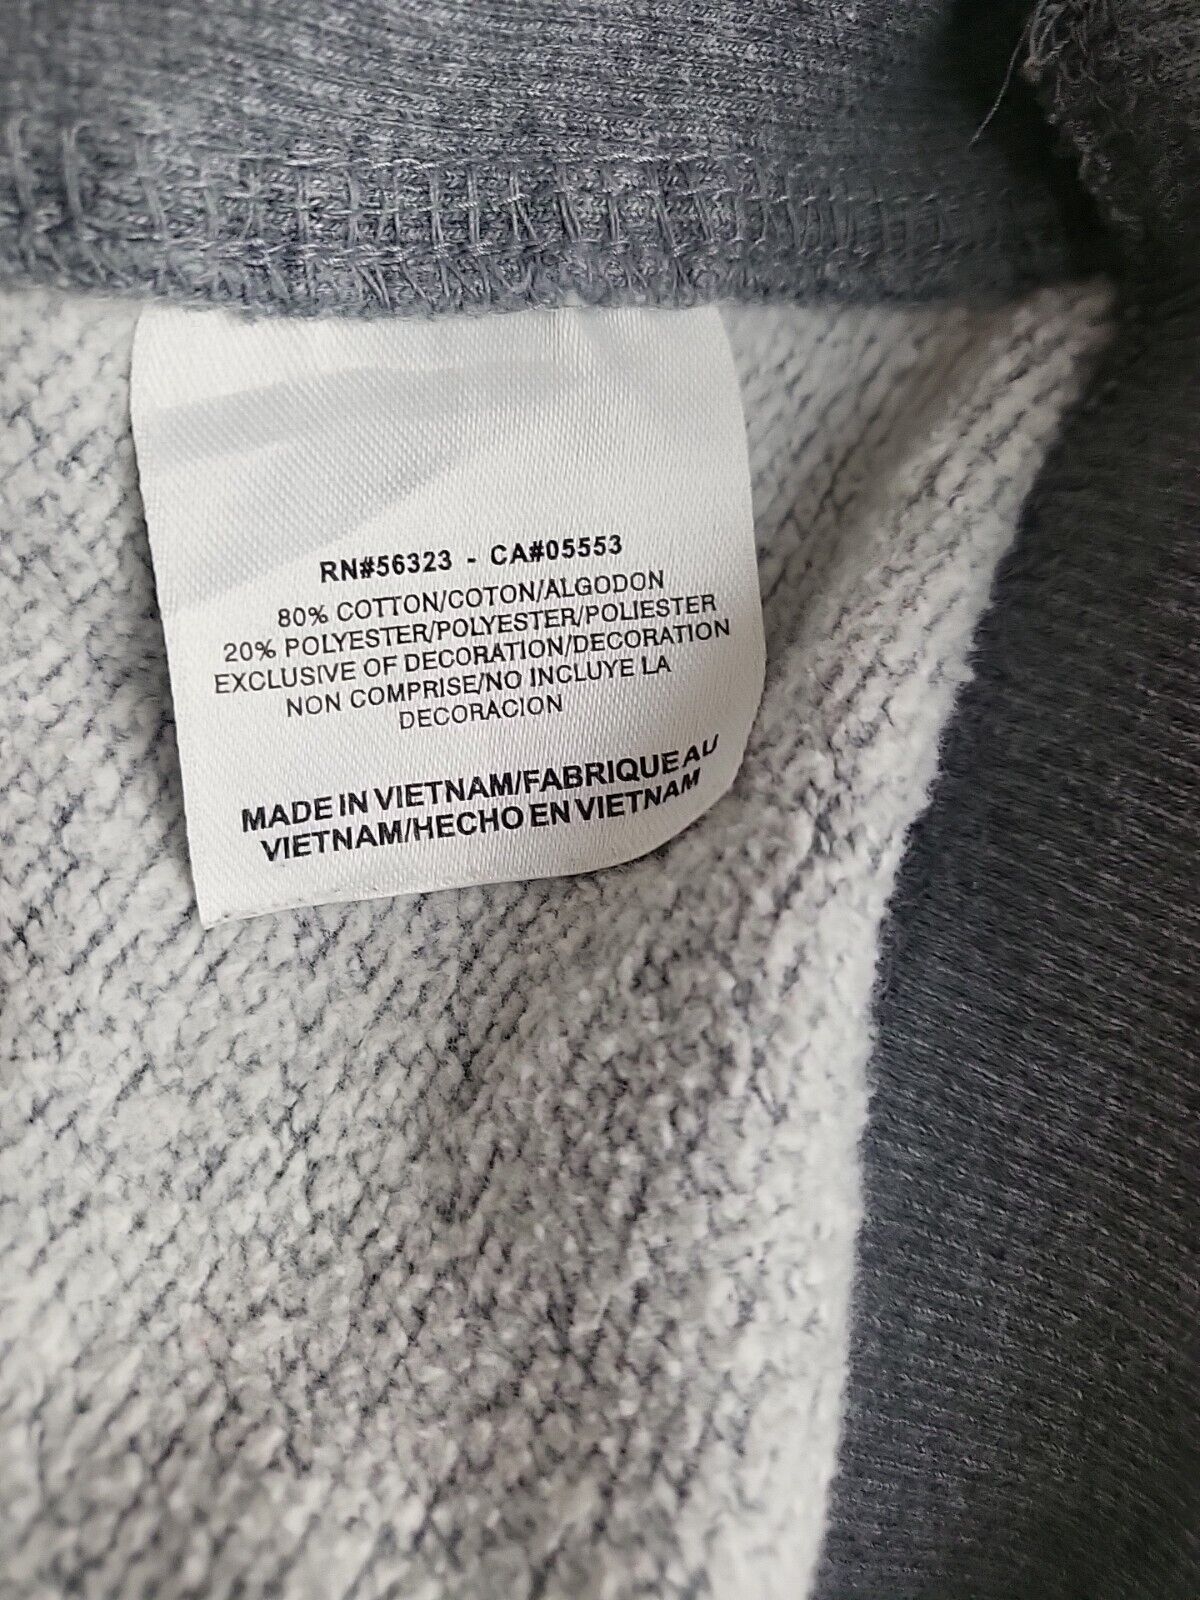 RN#56323 - CA#05553
80% COTTON/COTON/ALGODON
20% POLYESTER/POLYESTER/POLIESTER
EXCLUSIVE OF DECORATION/DECORATION
NON COMPRISE/NO INCLUYE LA
DECORACION
MADE IN VIETNAM/FABRIQUE AU
VIETNAM/HECHO EN VIETNAM